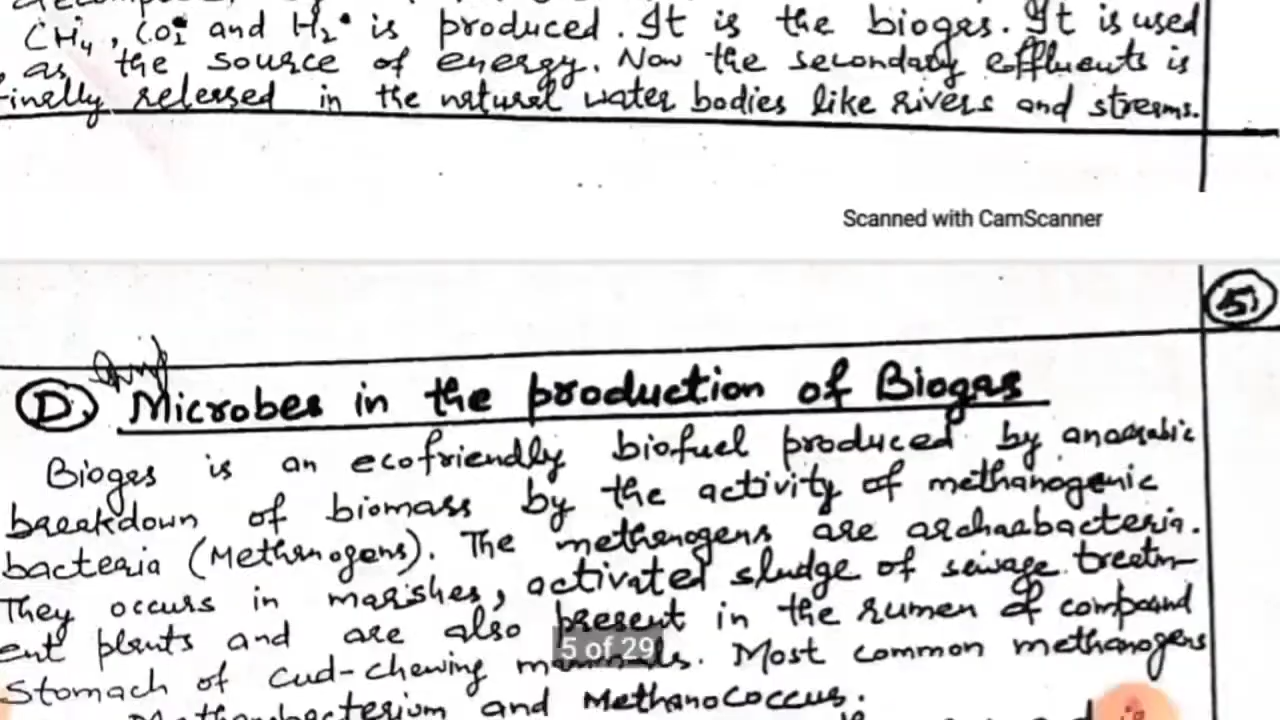 CH4, CO2 and H2 is produced. It is the biogas. It is used
as the source of energy. Now the secondary effluents is
finally released in the natural water bodies like rivers and streams.
Scanned with CamScanner
5
D. Microbes in the production of Biogas
Biogas is an ecofriendly biofuel produced by anaerobic
breakdown of biomass by the activity of methanogenic
bacteria (Methanogens). The methanogens are archaebacteria.
They occurs in marshes, activated sludge of sewage treatm-
ent plants and are also present in the rumen of compound
5 of 29
Stomach of cud-chewing mammals. Most common methanogens
Methanobacterium and Methanococcus.